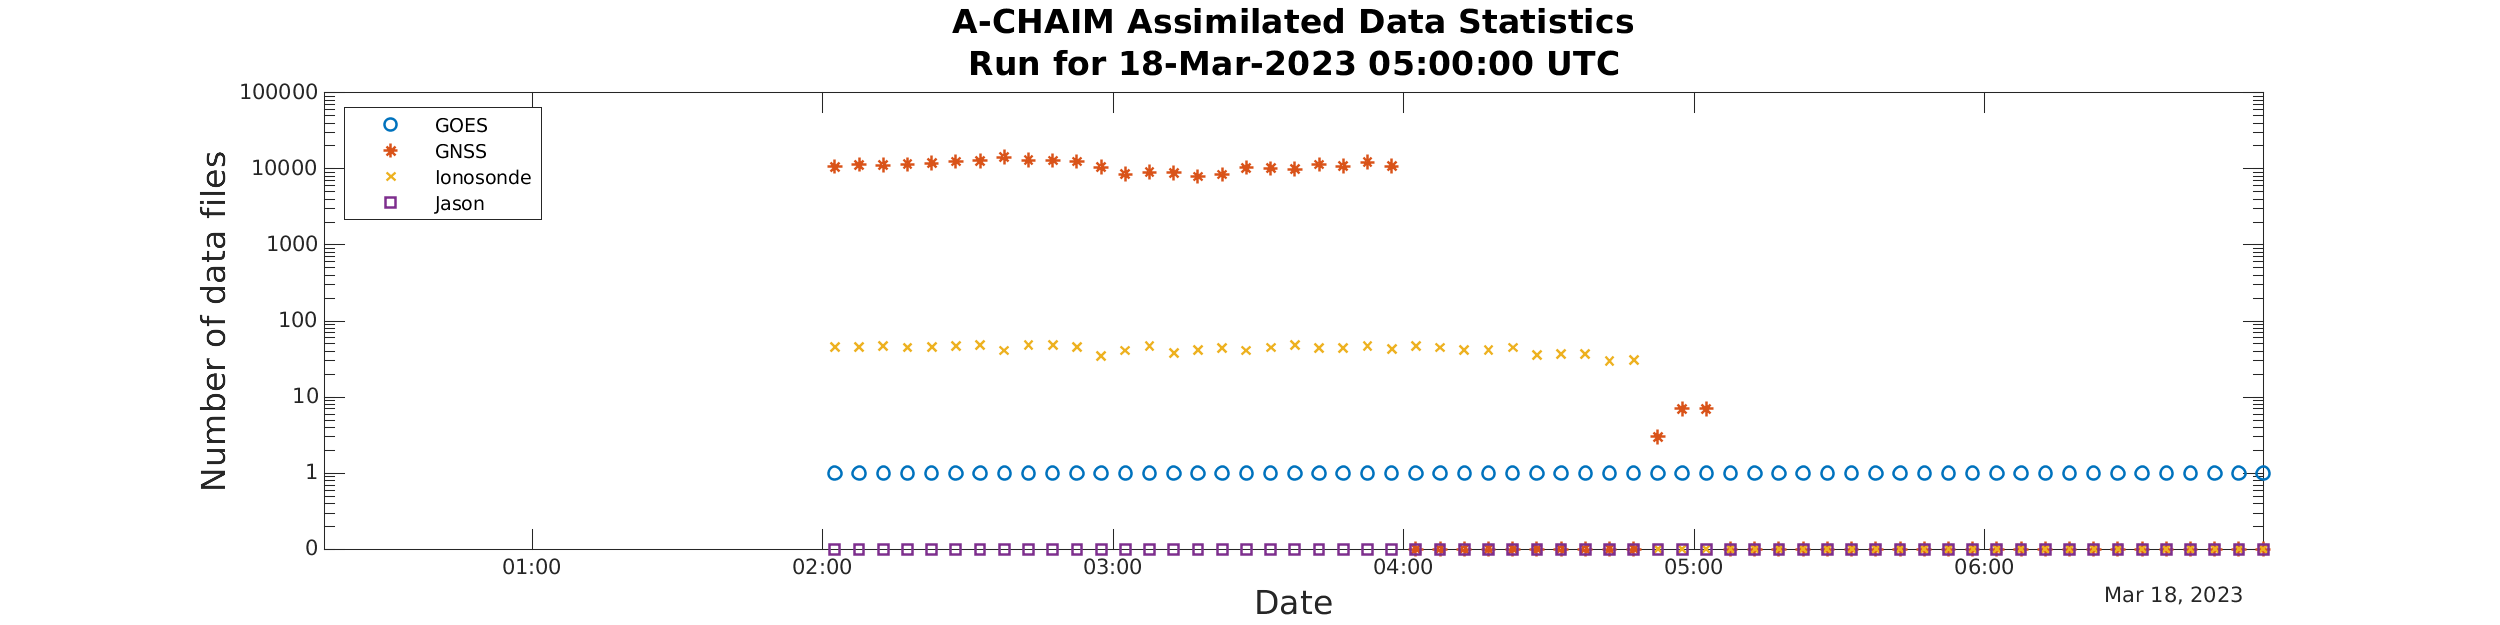 A-CHAIM Assimilated Data Statistics
Run for 18-Mar-2023 05:00:00 UTC
100000
10000
1000
100
10
1
0
Number of data files
GOES
GNSS
Ionosonde
Jason
01:00
02:00
03:00
04:00
05:00
06:00
Date
Mar 18, 2023